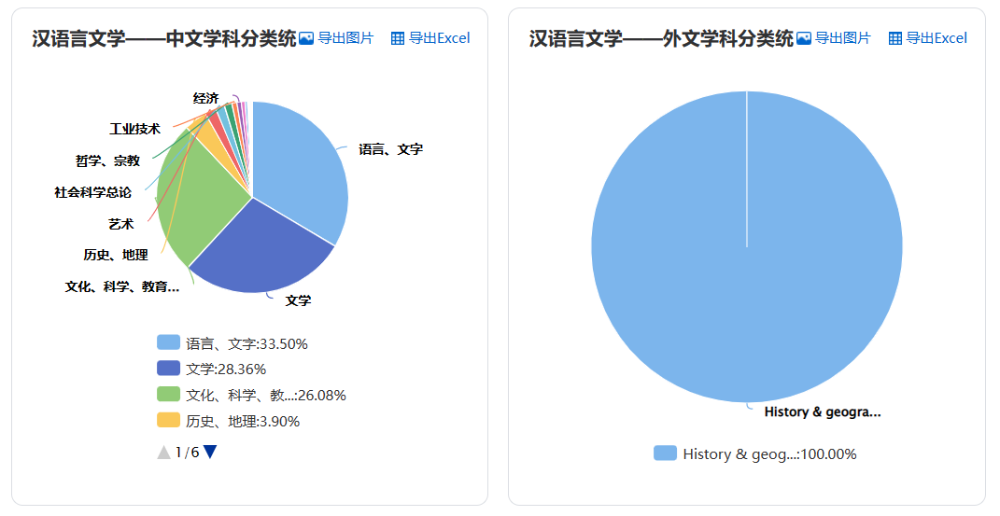 汉语言文学——中文学科分类统
导出图片
导出Excel
经济
工业技术
哲学、宗教
社会科学总论
艺术
历史、地理
文化、科学、教育...
语言、文字
文学
语言、文字:33.50%
文学:28.36%
文化、科学、教...:26.08%
历史、地理:3.90%
1/6
汉语言文学——外文学科分类统
导出图片
导出Excel
History & geogra...
History & geog...:100.00%